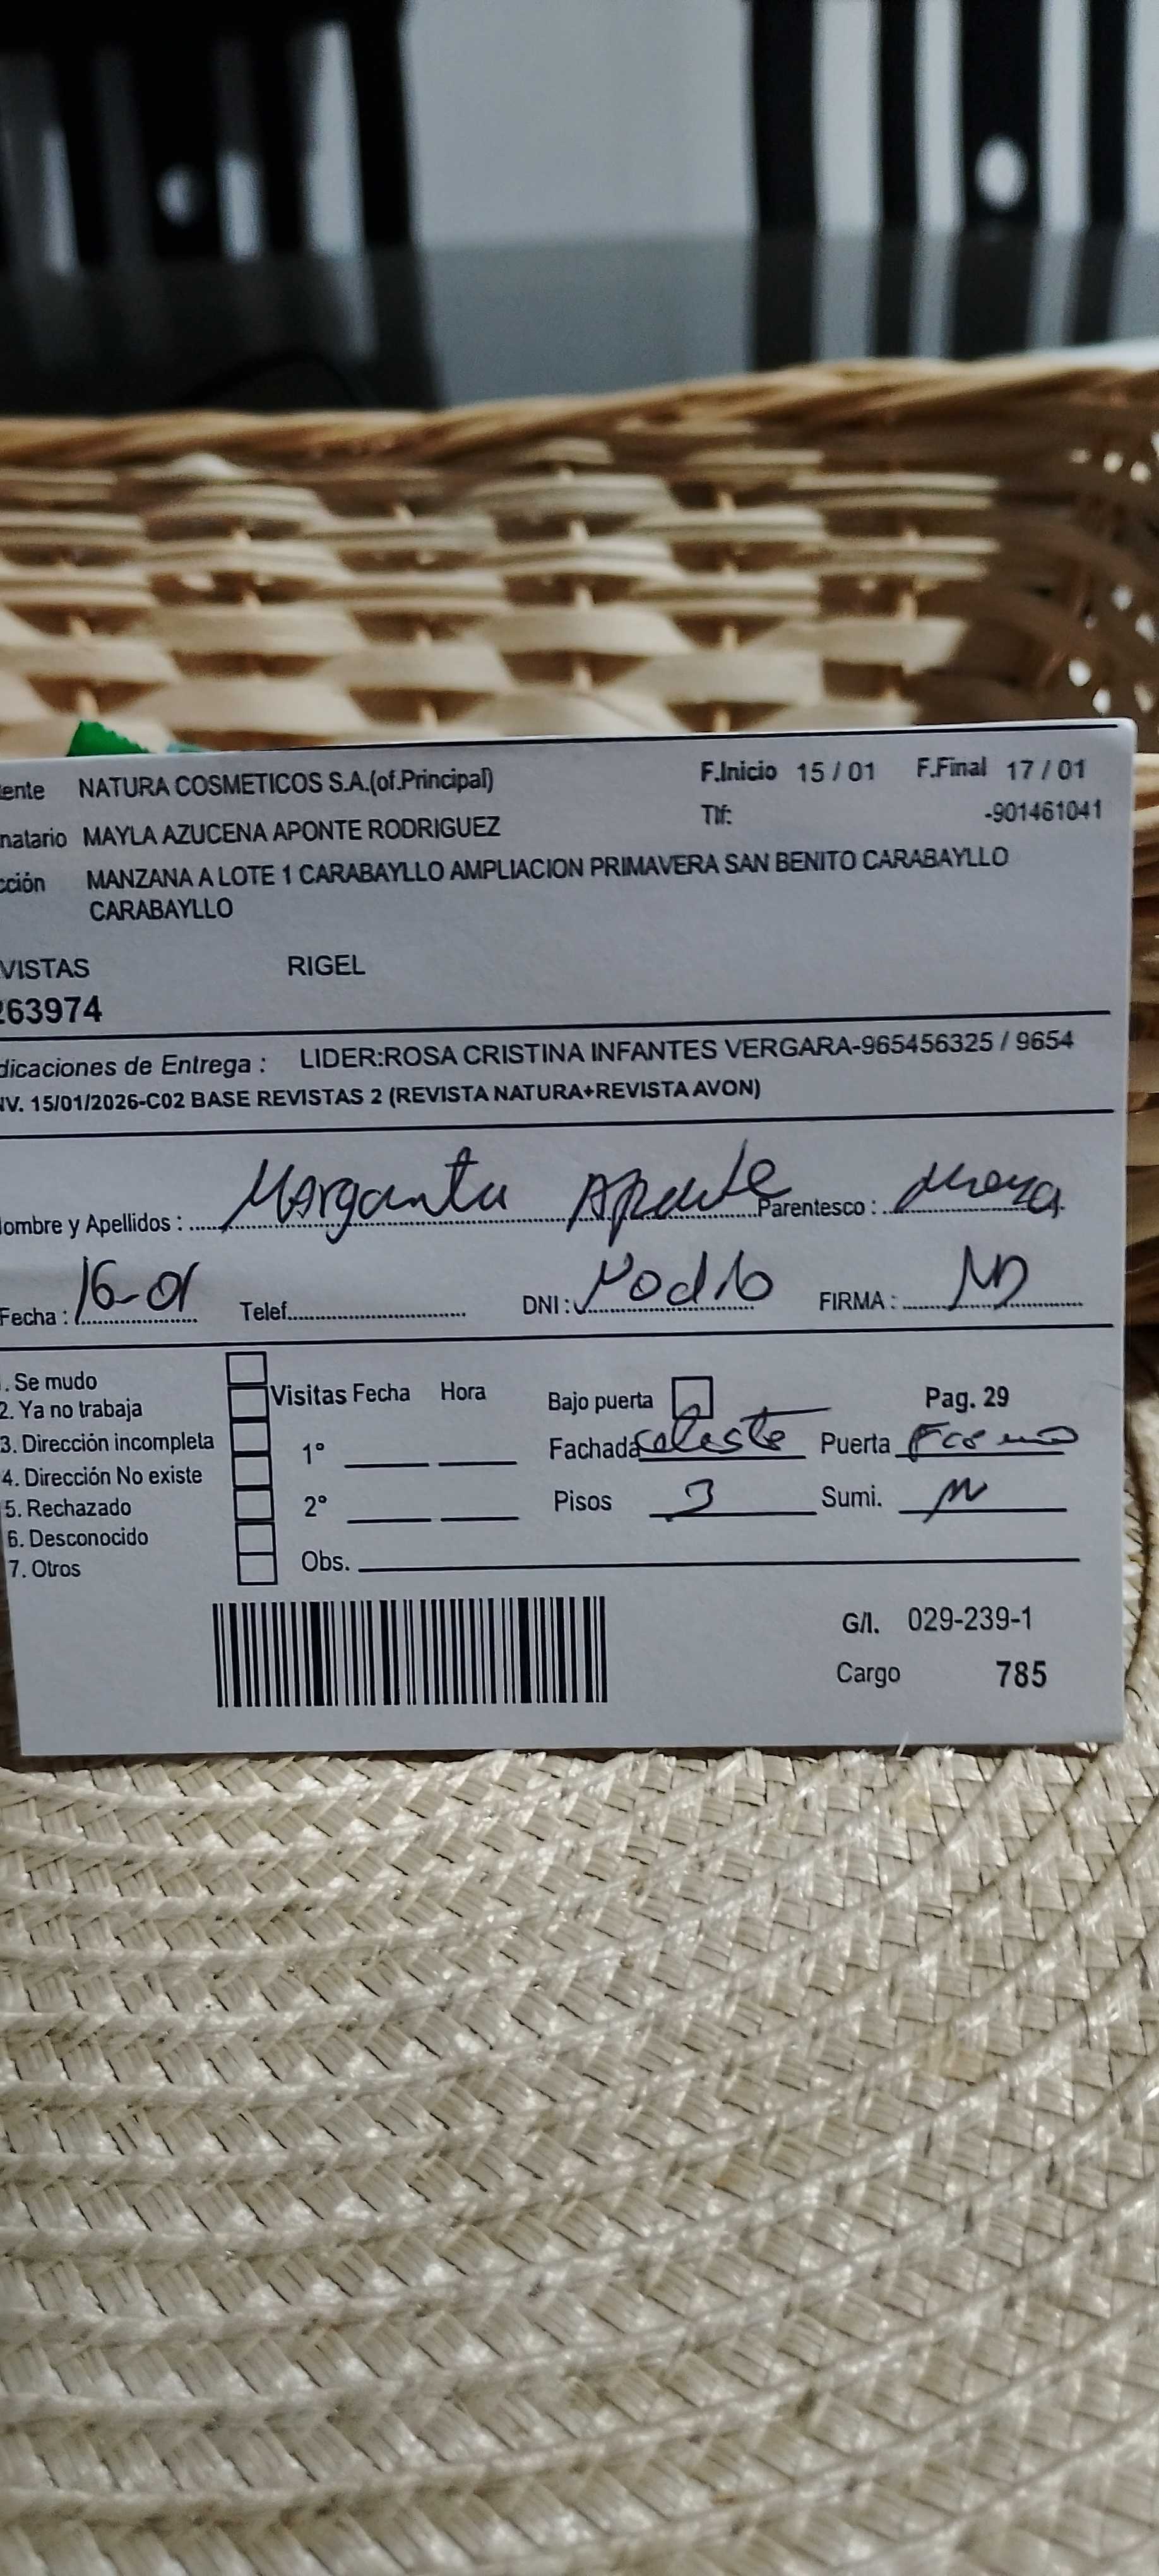 ente NATURA COSMETICOS S.A.(of.Principal) F.Inicio 15 / 01 F.Final 17 / 01
natario MAYLA AZUCENA APONTE RODRIGUEZ Tlf: -901461041
cción MANZANA A LOTE 1 CARABAYLLO AMPLIACION PRIMAVERA SAN BENITO CARABAYLLO
CARABAYLLO
VISTAS RIGEL
263974
dicaciones de Entrega : LIDER:ROSA CRISTINA INFANTES VERGARA-965456325 / 9654
NV. 15/01/2026-C02 BASE REVISTAS 2 (REVISTA NATURA+REVISTA AVON)
Nombre y Apellidos : Margarita Aponte Parentesco :
Fecha : 16-01 Telef. DNI : No dio FIRMA :
1. Se mudo
2. Ya no trabaja Visitas Fecha Hora Bajo puerta Pag. 29
3. Dirección incompleta 1° Fachada celeste Puerta
4. Dirección No existe
5. Rechazado 2° Pisos 3 Sumi.
6. Desconocido
7. Otros Obs.
G/I. 029-239-1
Cargo 785